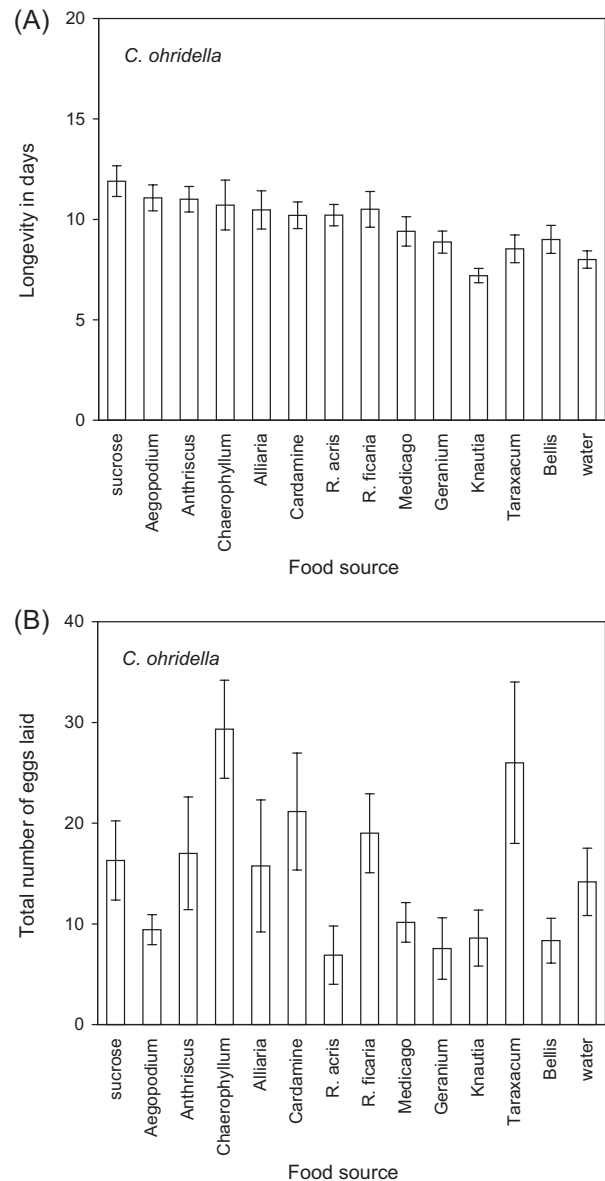 (A)
C. ohridella
Longevity in days
20
15
10
5
0
sucrose
Aegopodium
Anthriscus
Chaerophyllum
Alliaria
Cardamine
R. acris
R. ficaria
Medicago
Geranium
Knautia
Taraxacum
Bellis
water
Food source
(B)
C. ohridella
Total number of eggs laid
40
30
20
10
0
sucrose
Aegopodium
Anthriscus
Chaerophyllum
Alliaria
Cardamine
R. acris
R. ficaria
Medicago
Geranium
Knautia
Taraxacum
Bellis
water
Food source